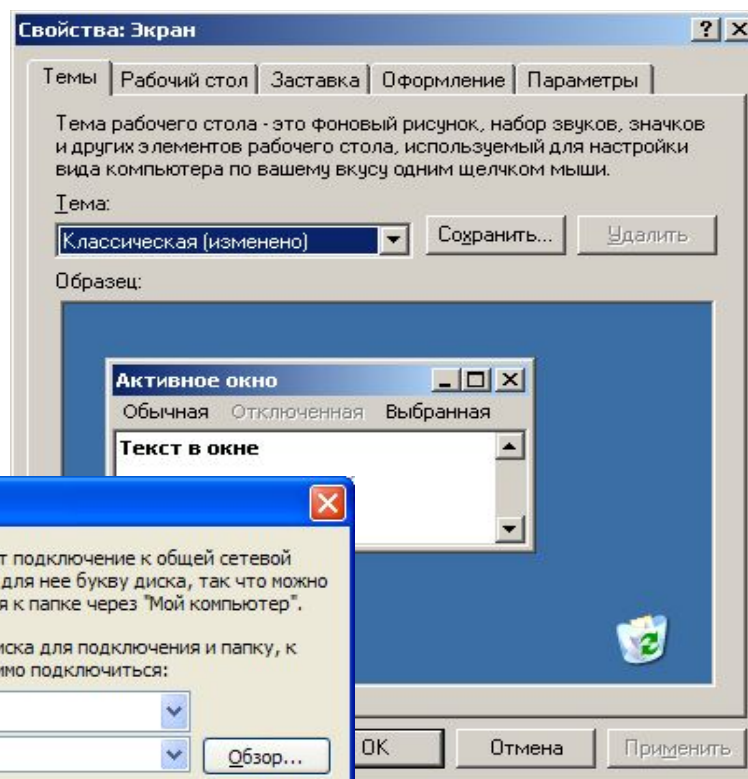 Свойства: Экран
Темы Рабочий стол Заставка Оформление Параметры
Тема рабочего стола - это фоновый рисунок, набор звуков, значков
и других элементов рабочего стола, используемый для настройки
вида компьютера по вашему вкусу одним щелчком мыши.
Тема:
Классическая (изменено) Сохранить... Удалить
Образец:
Активное окно
Обычная Отключенная Выбранная
Текст в окне
т подключение к общей сетевой
для нее букву диска, так что можно
я к папке через "Мой компьютер".
иска для подключения и папку, к
имо подключиться:
Обзор...
OK Отмена Применить